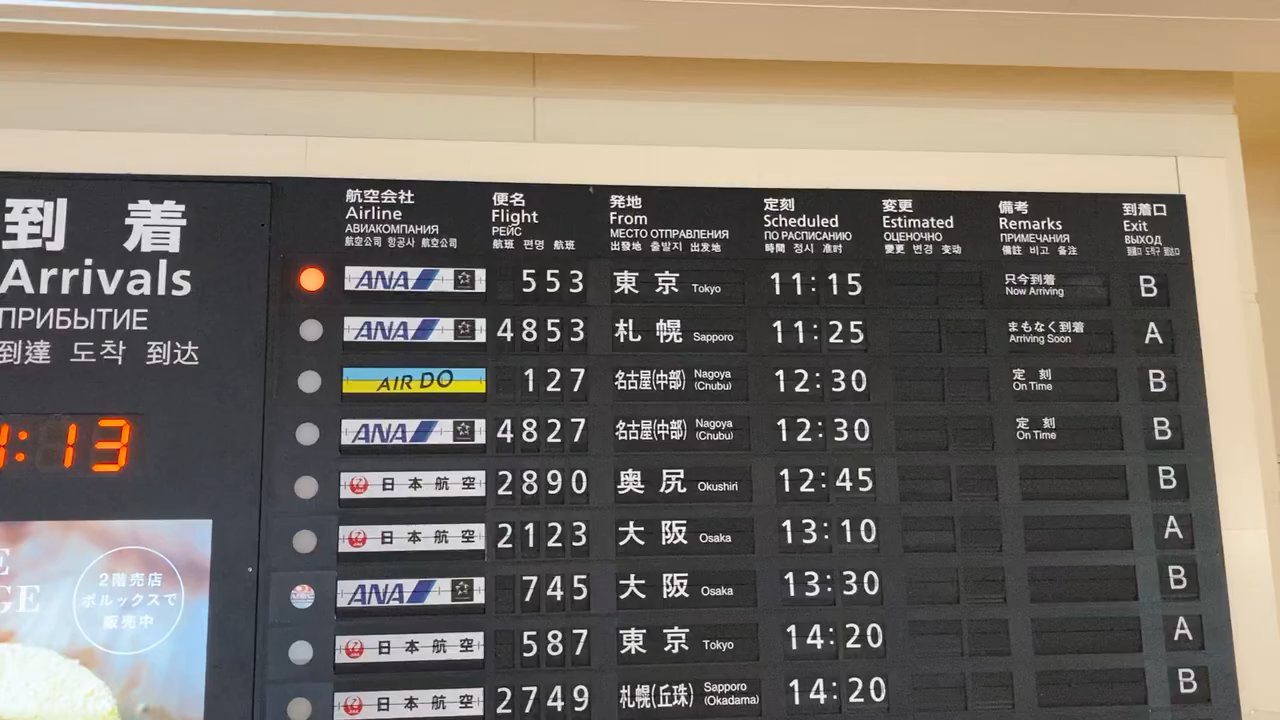 到 着
Arrivals
ПРИБЫТИЕ
到達 도착 到达
:13
2階売店
ボルックスで
販売中
航空会社 便名 発地 定刻 変更 備考 到着口
Airline Flight From Scheduled Estimated Remarks Exit
АВИАКОМПАНИЯ РЕЙС МЕСТО ОТПРАВЛЕНИЯ ПО РАСПИСАНИЮ ОЦЕНОЧНО ПРИМЕЧАНИЯ ВЫХОД
航空公司 항공사 航空公司 航班 편명 航班 出發地 출발지 出发地 時間 정시 准时 變更 변경 变动 備註 비고 备注
ANA 553 東京 Tokyo 11:15 只今到着 Now Arriving B
ANA 4853 札幌 Sapporo 11:25 まもなく到着 Arriving Soon A
AIR DO 127 名古屋(中部) Nagoya (Chubu) 12:30 定刻 On Time B
ANA 4827 名古屋(中部) Nagoya (Chubu) 12:30 定刻 On Time B
日本航空 2890 奥尻 Okushiri 12:45 B
日本航空 2123 大阪 Osaka 13:10 A
ANA 745 大阪 Osaka 13:30 B
日本航空 587 東京 Tokyo 14:20 A
日本航空 2749 札幌(丘珠) Sapporo (Okadama) 14:20 B